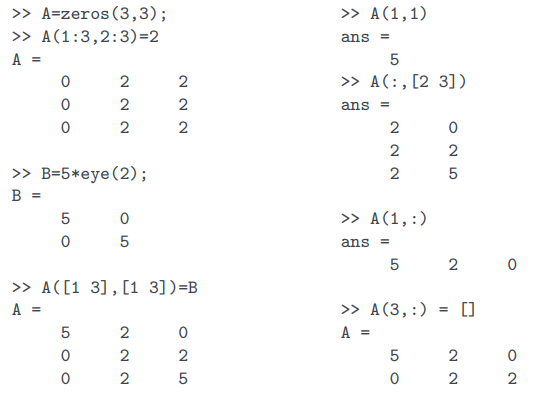 >> A=zeros(3,3);
>> A(1:3,2:3)=2
A =
0 2 2
0 2 2
0 2 2
>> B=5*eye(2);
B =
5 0
0 5
>> A([1 3],[1 3])=B
A =
5 2 0
0 2 2
0 2 5
>> A(1,1)
ans =
5
>> A(:,[2 3])
ans =
2 0
2 2
2 5
>> A(1,:)
ans =
5 2 0
>> A(3,:) = []
A =
5 2 0
0 2 2